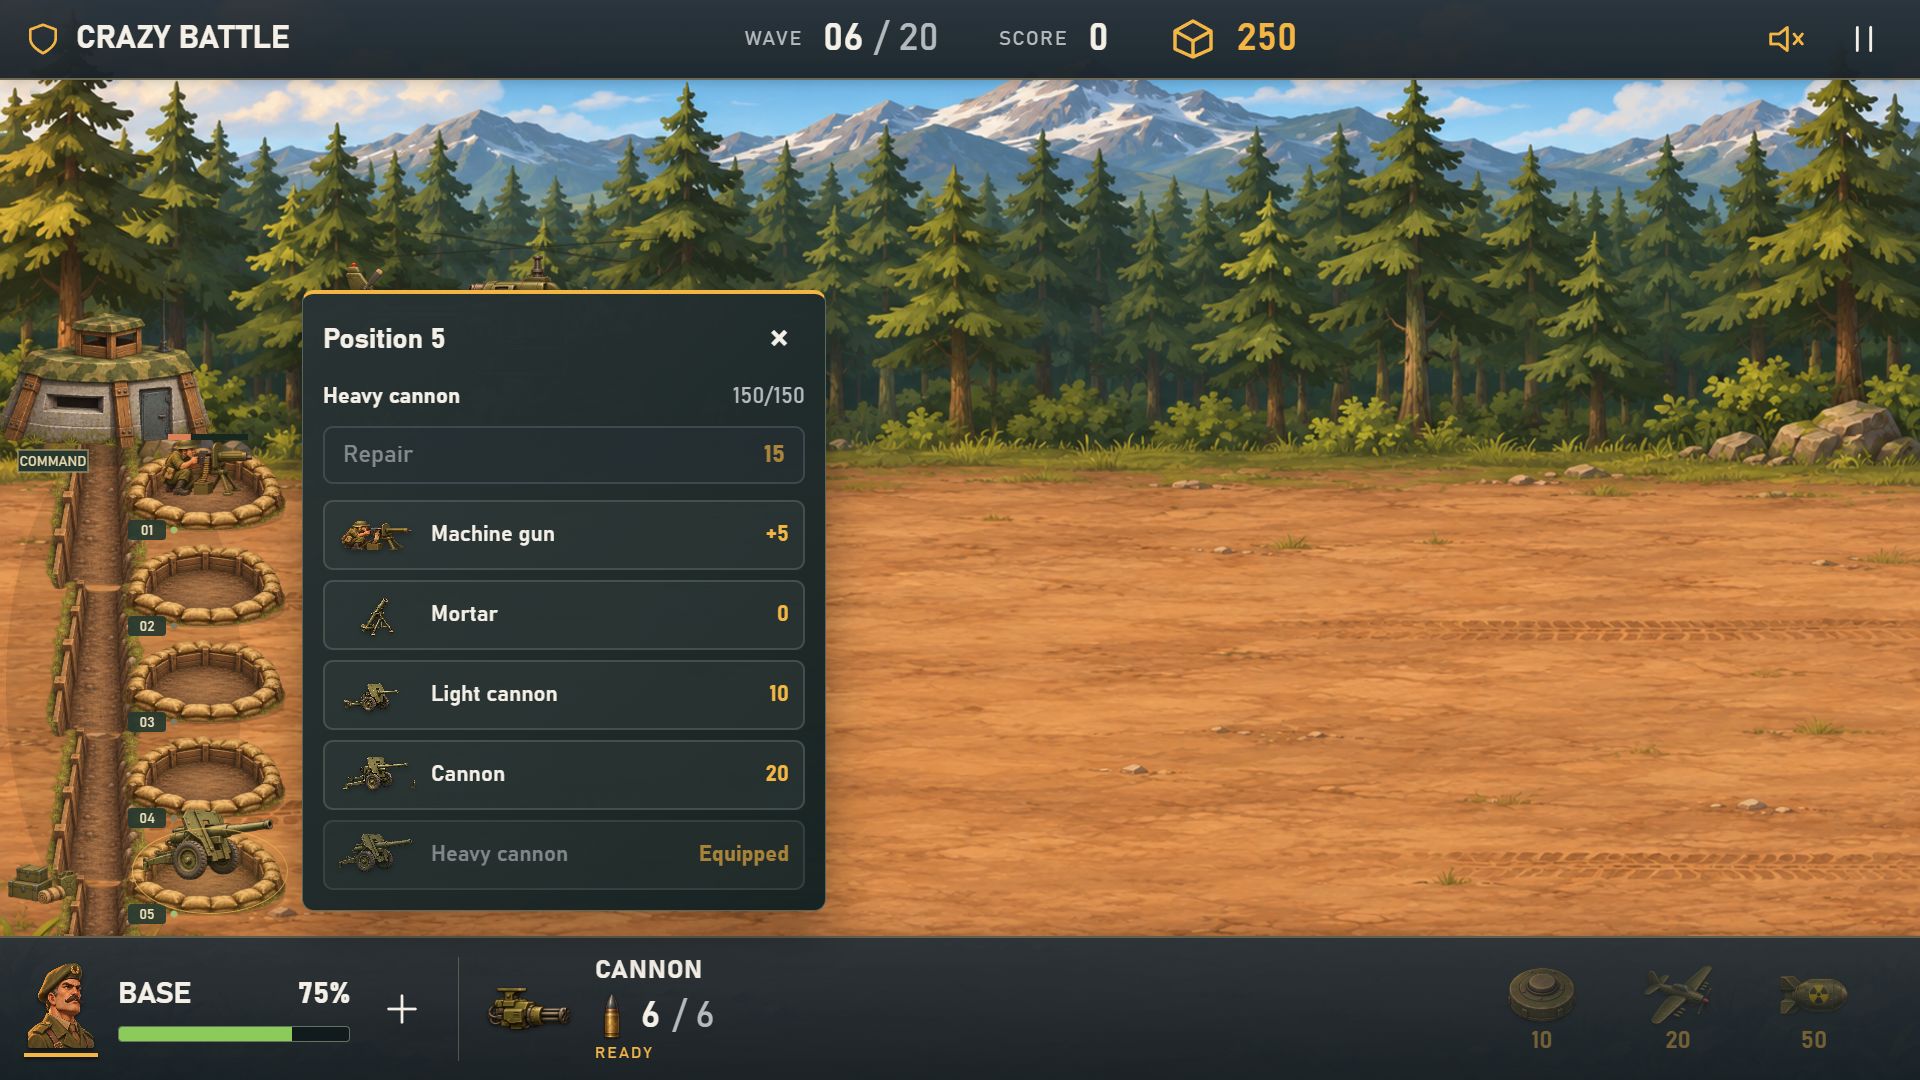 CRAZY BATTLE
WAVE 06 / 20
SCORE 0
250
Position 5
Heavy cannon 150/150
Repair 15
Machine gun +5
Mortar 0
Light cannon 10
Cannon 20
Heavy cannon Equipped
COMMAND
01
02
03
04
05
BASE 75%
CANNON
6 / 6
READY
10
20
50